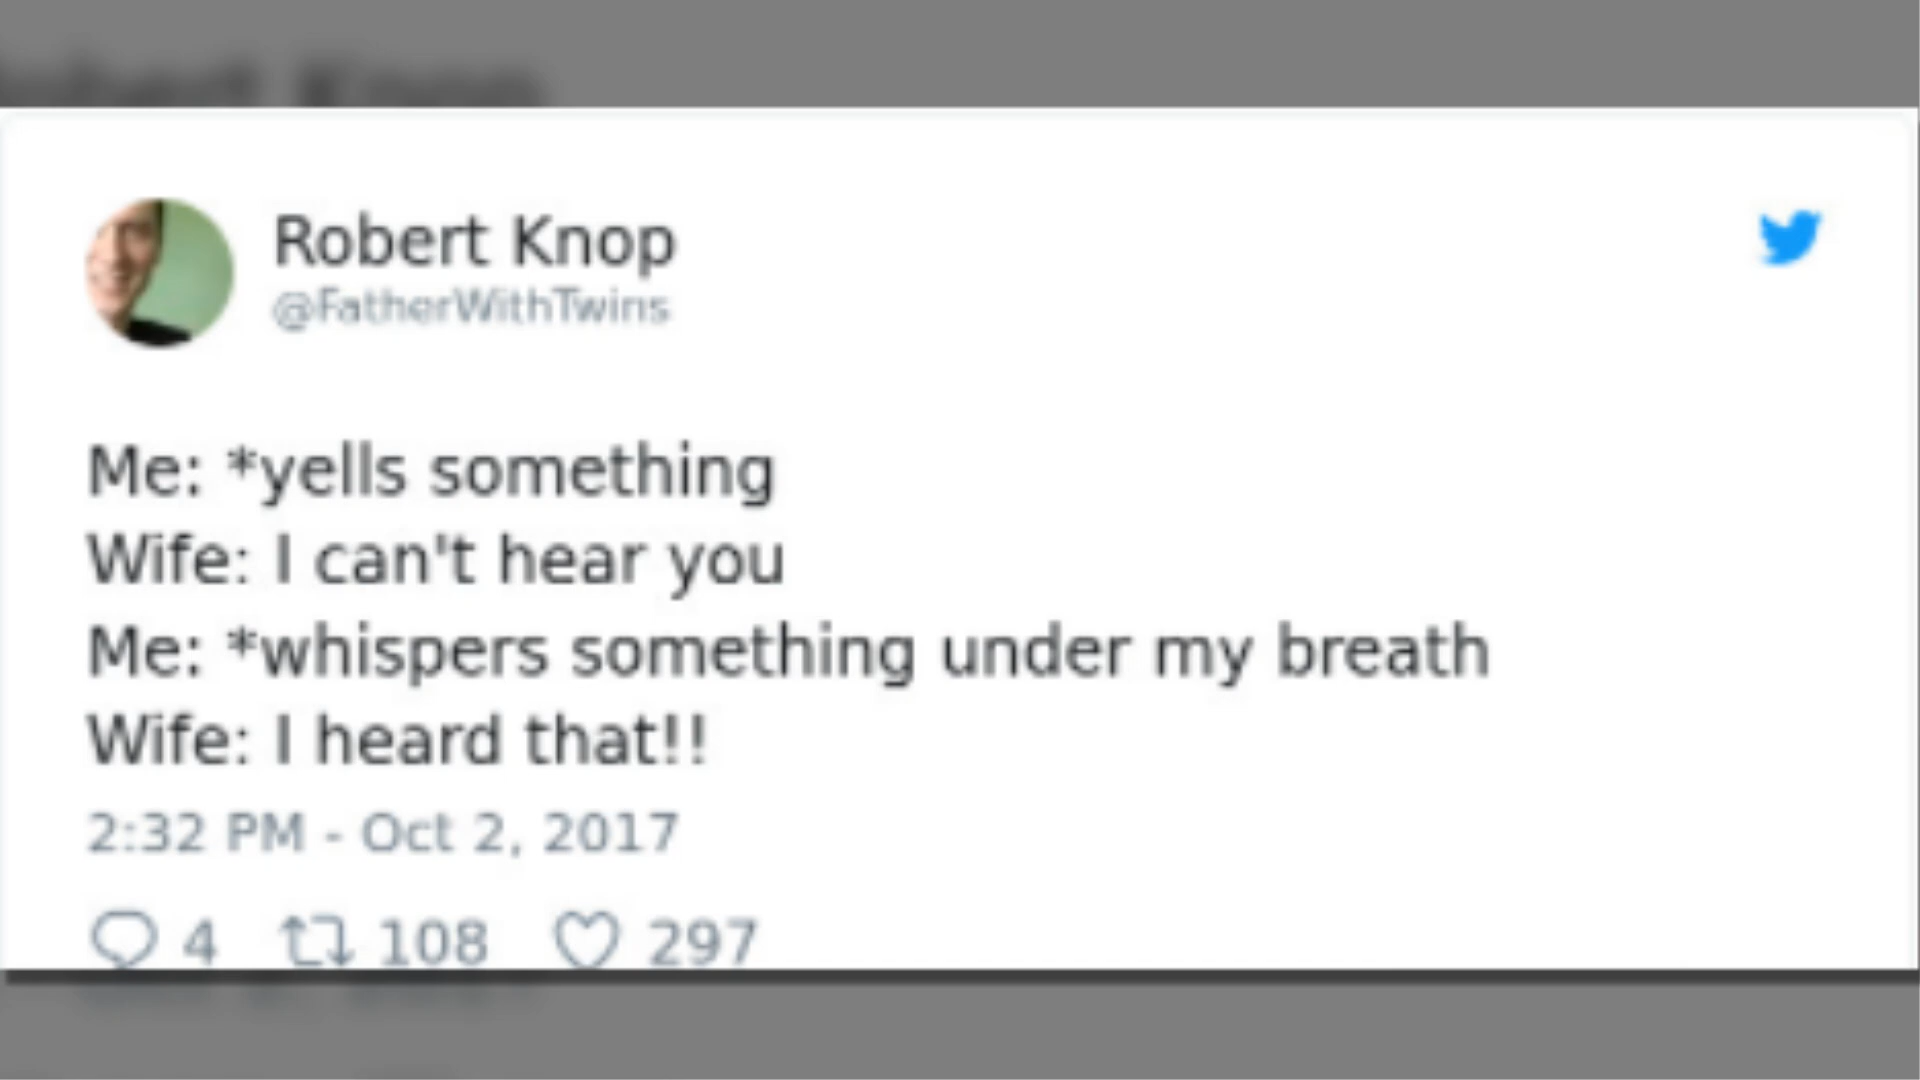 Robert Knop
@FatherWithTwins
Me: *yells something
Wife: I can't hear you
Me: *whispers something under my breath
Wife: I heard that!!
2:32 PM - Oct 2, 2017
4 108 297